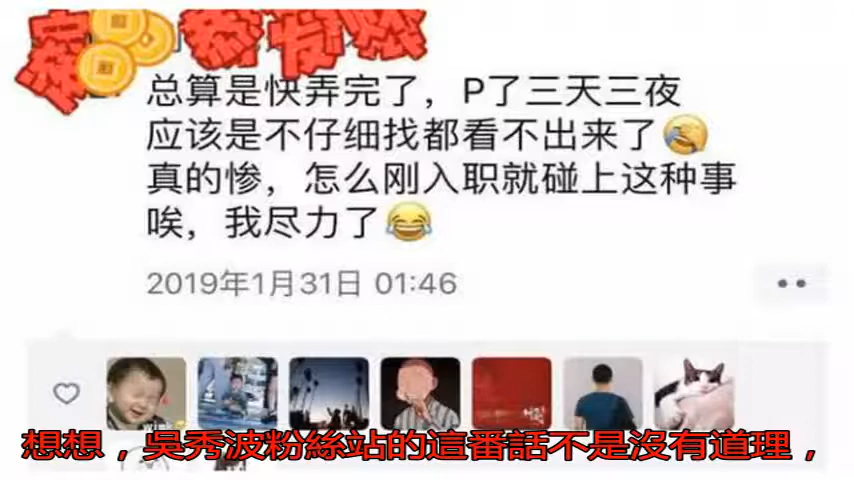 总算是快弄完了，P了三天三夜
应该是不仔细找都看不出来了
真的惨，怎么刚入职就碰上这种事
唉，我尽力了
2019年1月31日 01:46
想想，吳秀波粉絲站的這番話不是沒有道理，